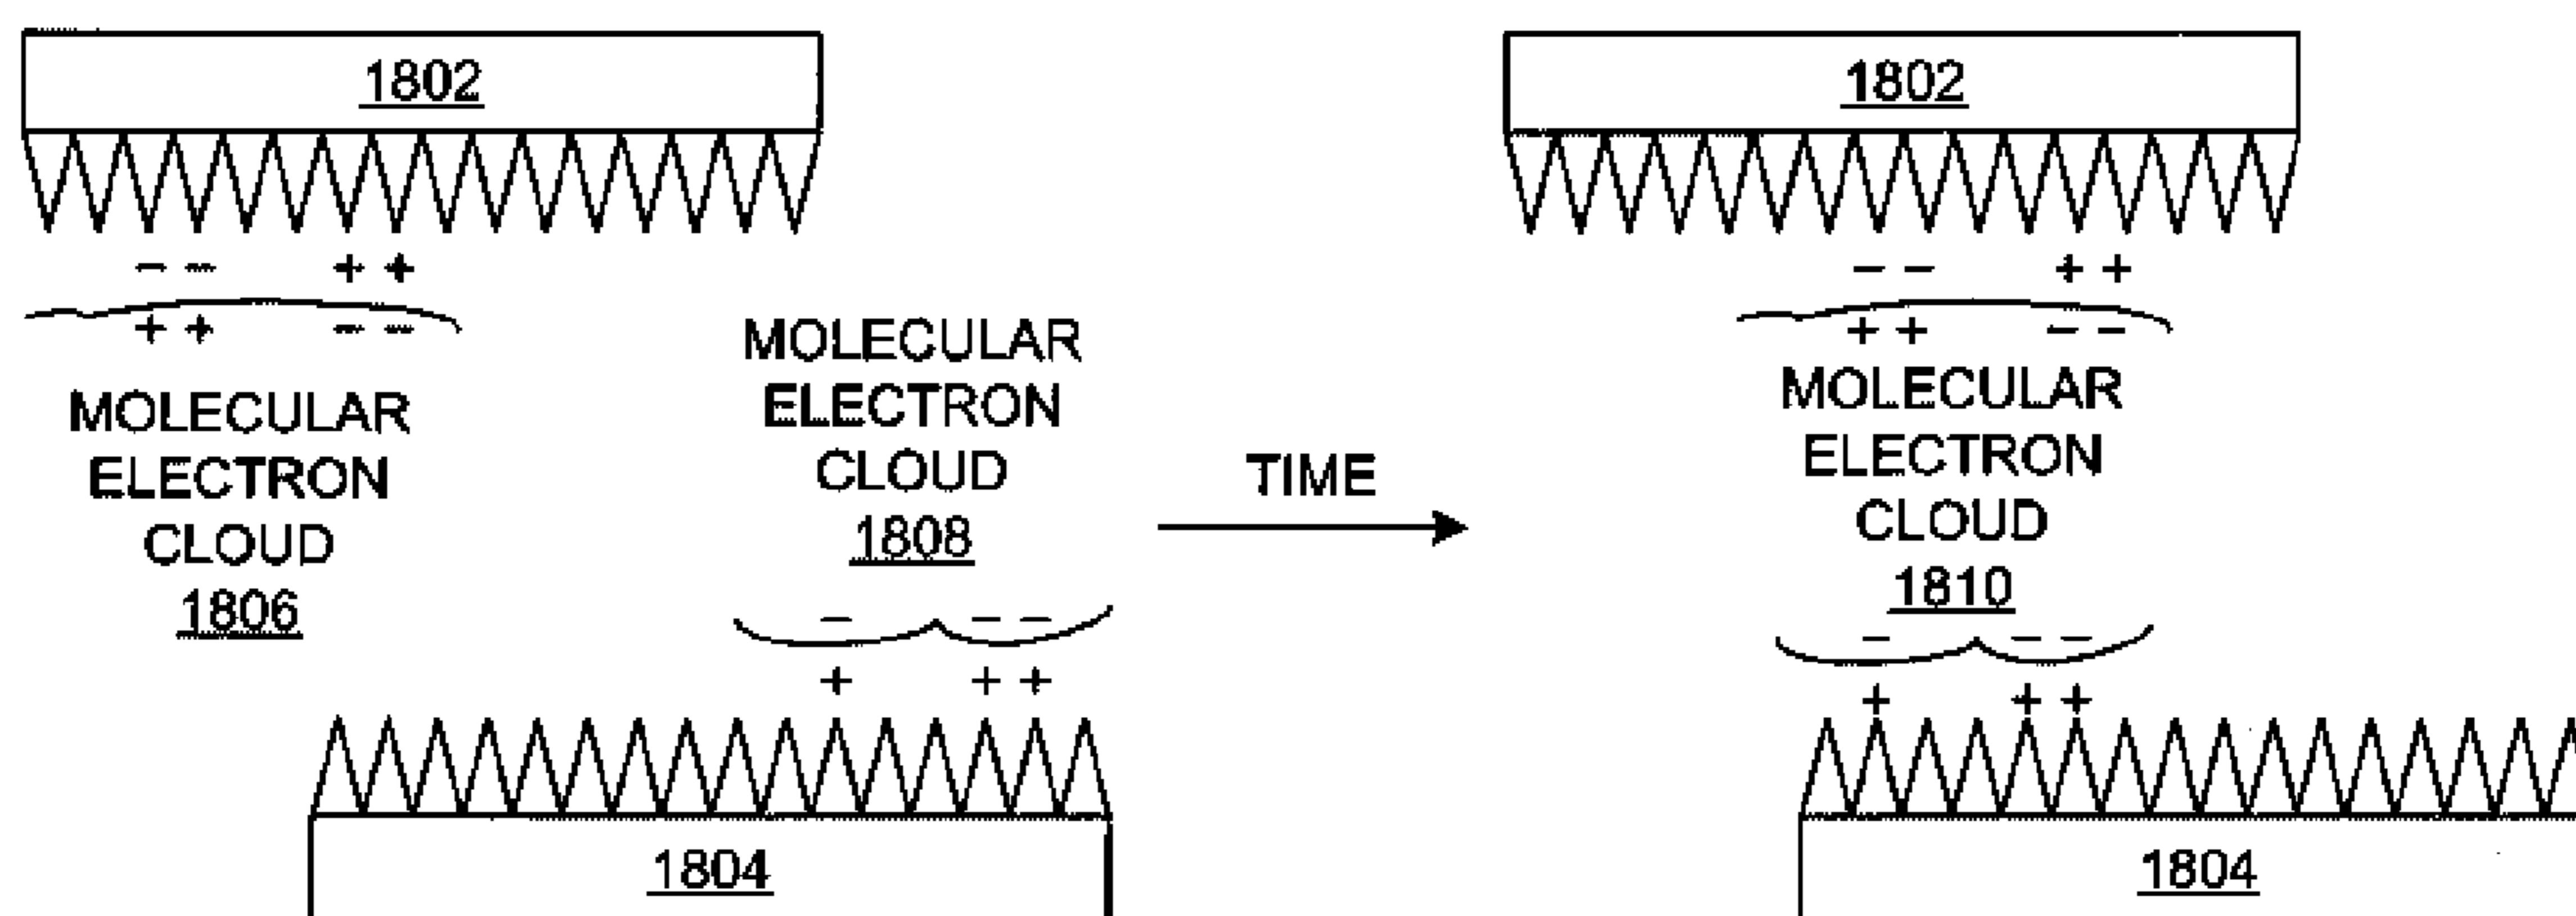 1802
− − + +
+ + − −
MOLECULAR
ELECTRON
CLOUD
1806
MOLECULAR
ELECTRON
CLOUD
1808
− − −
+ + +
1804
TIME
1802
− − + +
+ + − −
MOLECULAR
ELECTRON
CLOUD
1810
− − −
+ + +
1804